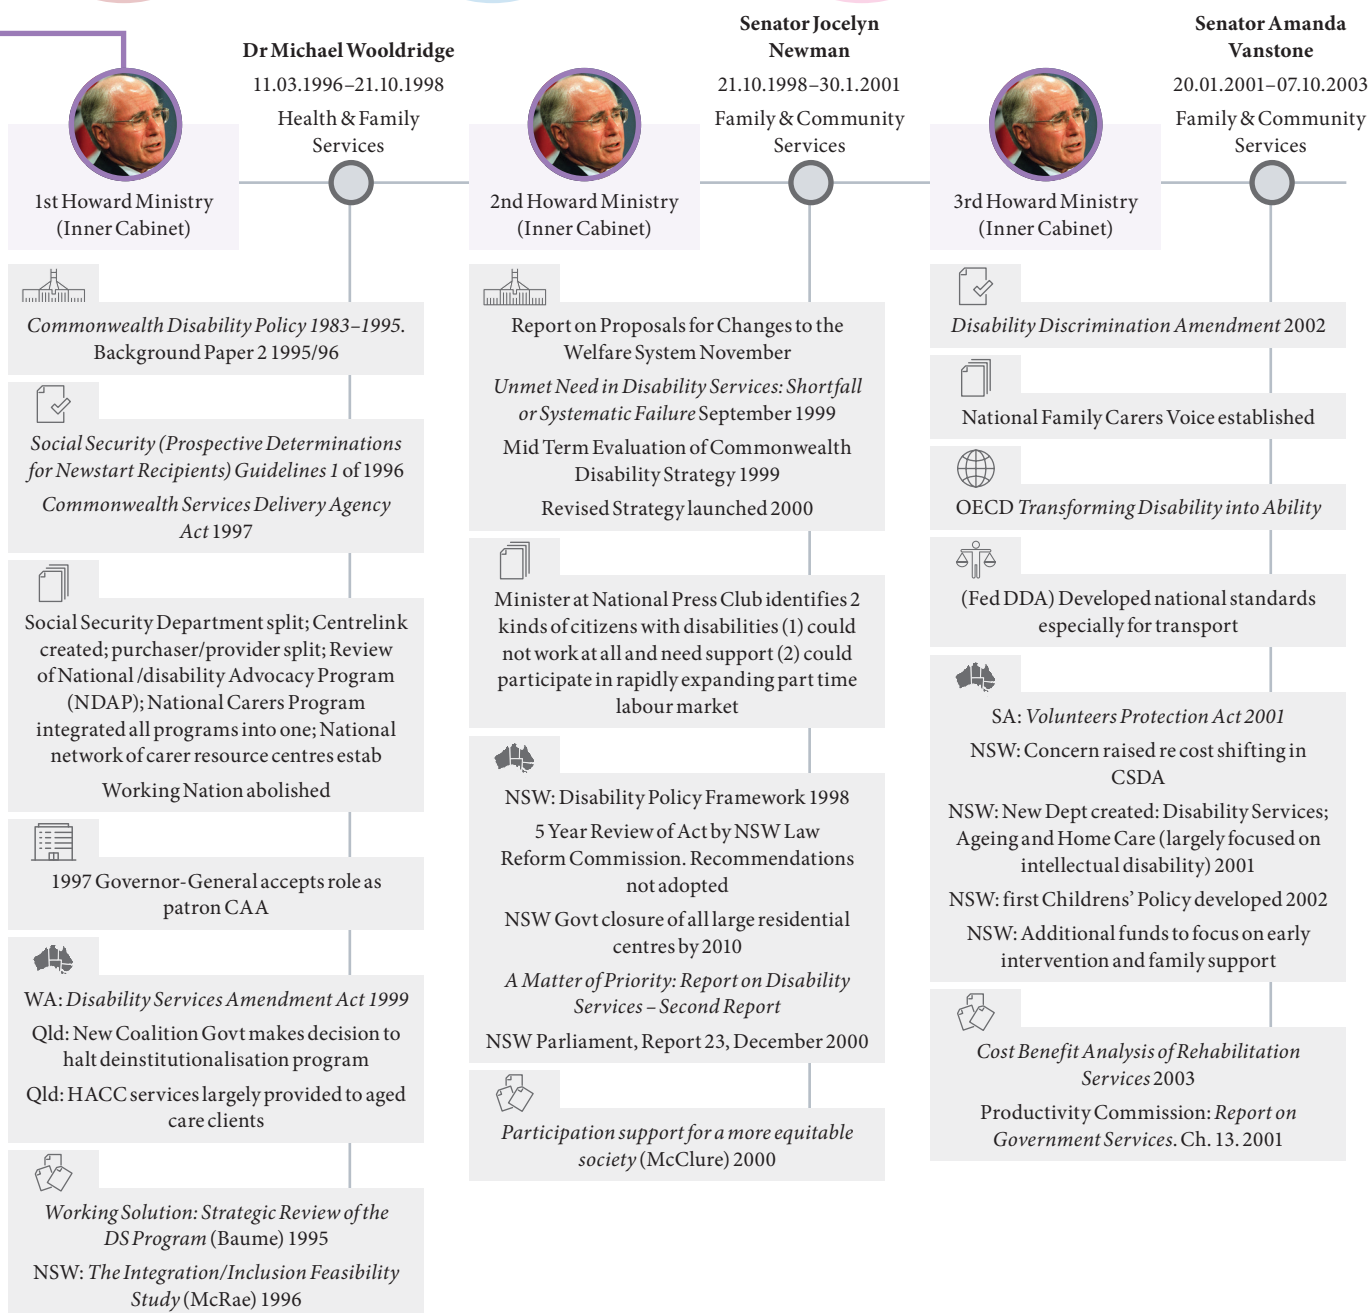 Dr Michael Wooldridge
11.03.1996–21.10.1998
Health & Family
Services
1st Howard Ministry
(Inner Cabinet)
Commonwealth Disability Policy 1983–1995.
Background Paper 2 1995/96
Social Security (Prospective Determinations
for Newstart Recipients) Guidelines 1 of 1996
Commonwealth Services Delivery Agency
Act 1997
Social Security Department split; Centrelink
created; purchaser/provider split; Review
of National /disability Advocacy Program
(NDAP); National Carers Program
integrated all programs into one; National
network of carer resource centres estab
Working Nation abolished
1997 Governor-General accepts role as
patron CAA
WA: Disability Services Amendment Act 1999
Qld: New Coalition Govt makes decision to
halt deinstitutionalisation program
Qld: HACC services largely provided to aged
care clients
Working Solution: Strategic Review of the
DS Program (Baume) 1995
NSW: The Integration/Inclusion Feasibility
Study (McRae) 1996
Senator Jocelyn
Newman
21.10.1998–30.1.2001
Family & Community
Services
2nd Howard Ministry
(Inner Cabinet)
Report on Proposals for Changes to the
Welfare System November
Unmet Need in Disability Services: Shortfall
or Systematic Failure September 1999
Mid Term Evaluation of Commonwealth
Disability Strategy 1999
Revised Strategy launched 2000
Minister at National Press Club identifies 2
kinds of citizens with disabilities (1) could
not work at all and need support (2) could
participate in rapidly expanding part time
labour market
NSW: Disability Policy Framework 1998
5 Year Review of Act by NSW Law
Reform Commission. Recommendations
not adopted
NSW Govt closure of all large residential
centres by 2010
A Matter of Priority: Report on Disability
Services – Second Report
NSW Parliament, Report 23, December 2000
Participation support for a more equitable
society (McClure) 2000
Senator Amanda
Vanstone
20.01.2001–07.10.2003
Family & Community
Services
3rd Howard Ministry
(Inner Cabinet)
Disability Discrimination Amendment 2002
National Family Carers Voice established
OECD Transforming Disability into Ability
(Fed DDA) Developed national standards
especially for transport
SA: Volunteers Protection Act 2001
NSW: Concern raised re cost shifting in
CSDA
NSW: New Dept created: Disability Services;
Ageing and Home Care (largely focused on
intellectual disability) 2001
NSW: first Childrens’ Policy developed 2002
NSW: Additional funds to focus on early
intervention and family support
Cost Benefit Analysis of Rehabilitation
Services 2003
Productivity Commission: Report on
Government Services. Ch. 13. 2001